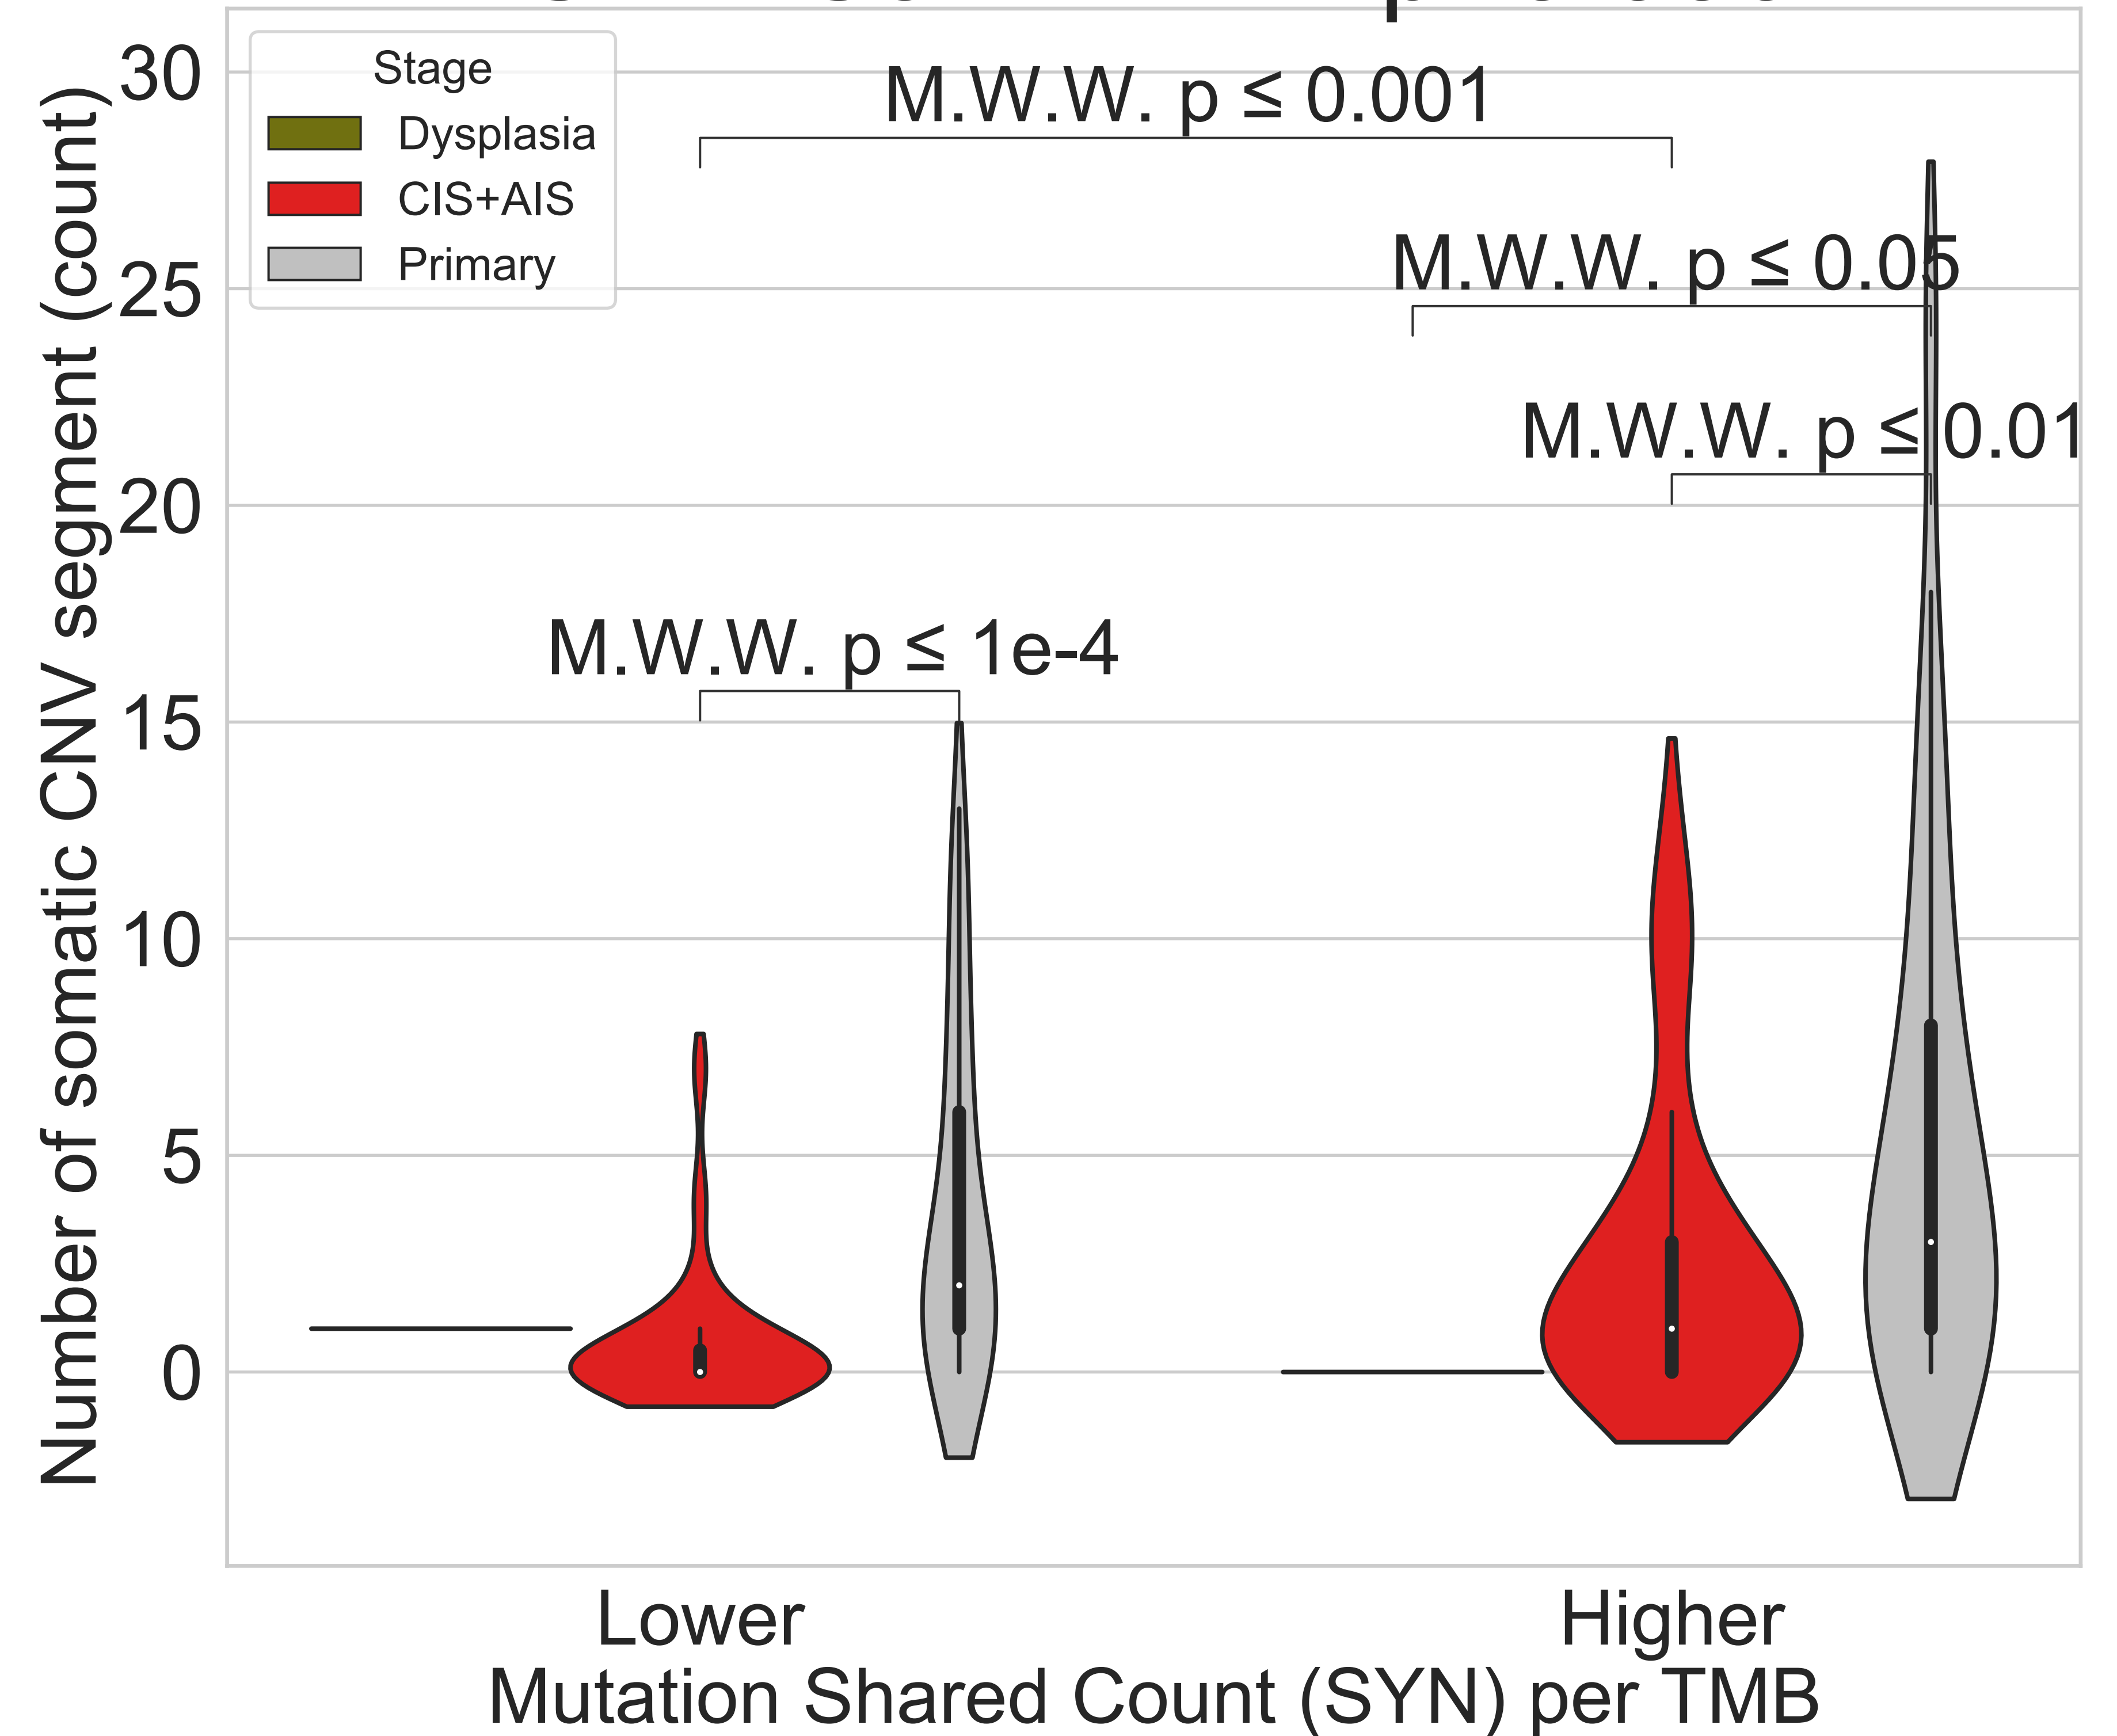 Number of somatic CNV segment (count)
30
25
20
15
10
5
0
Stage
Dysplasia
CIS+AIS
Primary
M.W.W. p ≤ 0.001
M.W.W. p ≤ 0.05
M.W.W. p ≤ 0.01
M.W.W. p ≤ 1e-4
Lower
Higher
Mutation Shared Count (SYN) per TMB